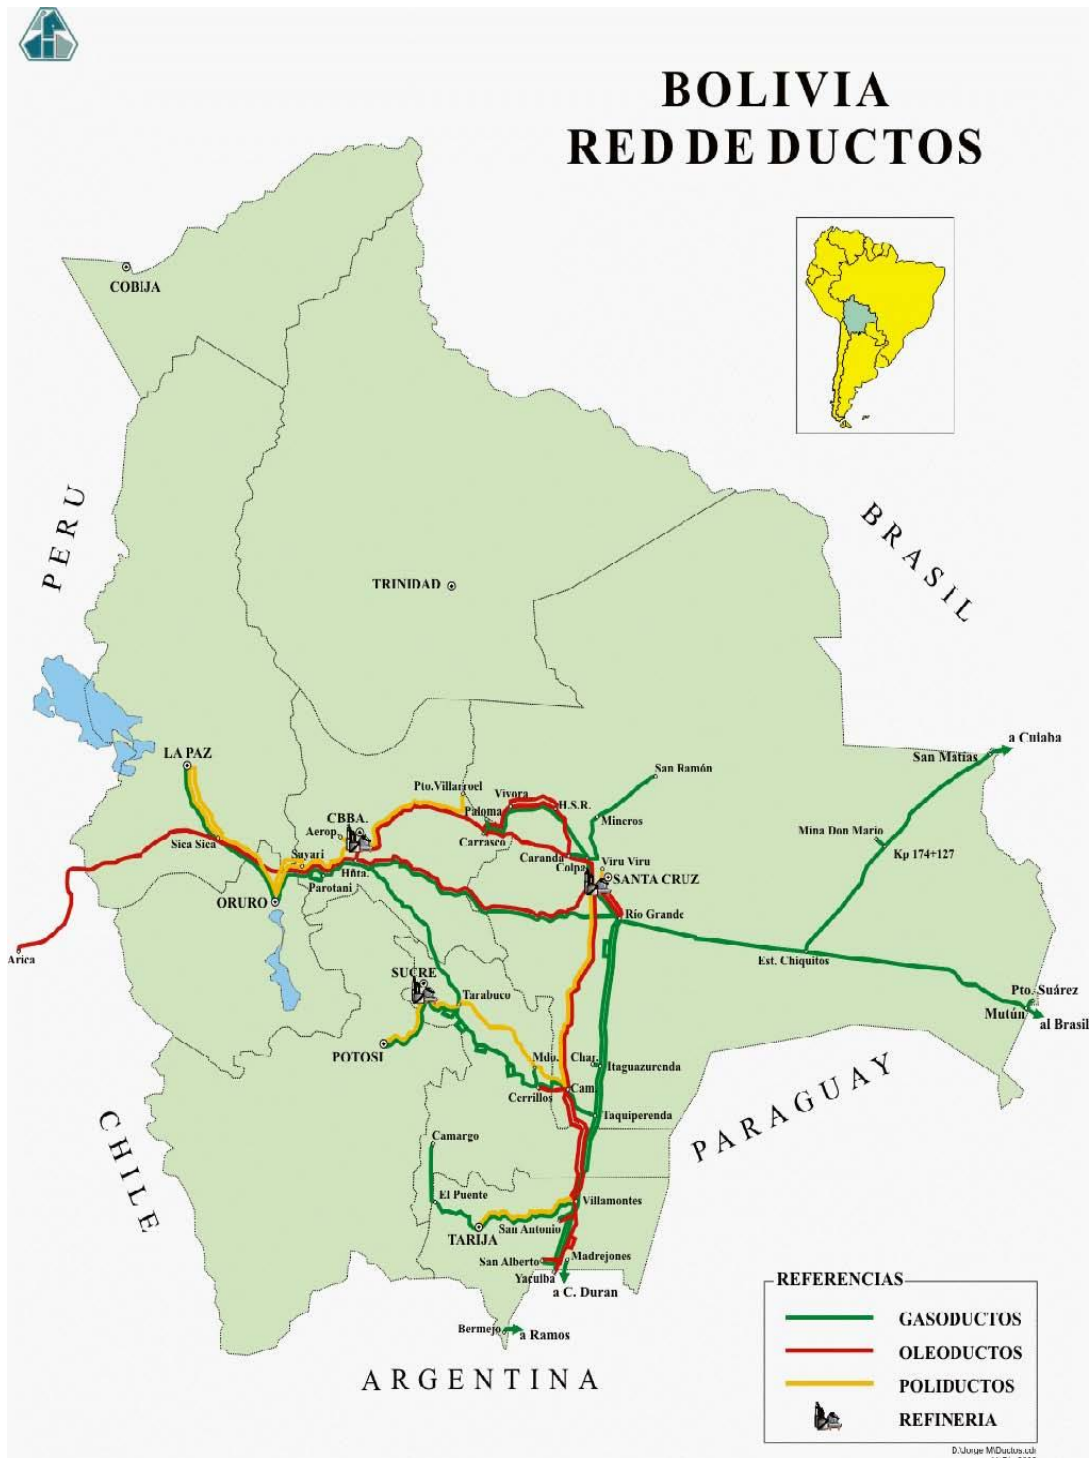 BOLIVIA
RED DE DUCTOS
COBIJA
PERU
BRASIL
TRINIDAD
a Cuiaba
San Matías
LA PAZ
San Ramón
Pto.Villarroel
Vivora
H.S.R.
Paloma
CBBA.
Mineros
Aerop.
Carrasco
Mina Don Mario
Sica Sica
Sayari
Caranda
Viru Viru
Kp 174+127
Colpa
SANTA CRUZ
Hňta.
Parotani
ORURO
Río Grande
Arica
Est. Chiquitos
SUCRE
Tarabuco
Pto. Suárez
Mutún
al Brasil
POTOSI
Mdo.
Char.
Itaguazurenda
Cerrillos
Cam.
Taquiperenda
PARAGUAY
CHILE
Camargo
El Puente
Villamontes
San Antonio
TARIJA
San Alberto
Madrejones
Yacuiba
a C. Duran
Bermejo
a Ramos
ARGENTINA
REFERENCIAS
GASODUCTOS
OLEODUCTOS
POLIDUCTOS
REFINERIA
D:\Jorge M\Ductos.cdr